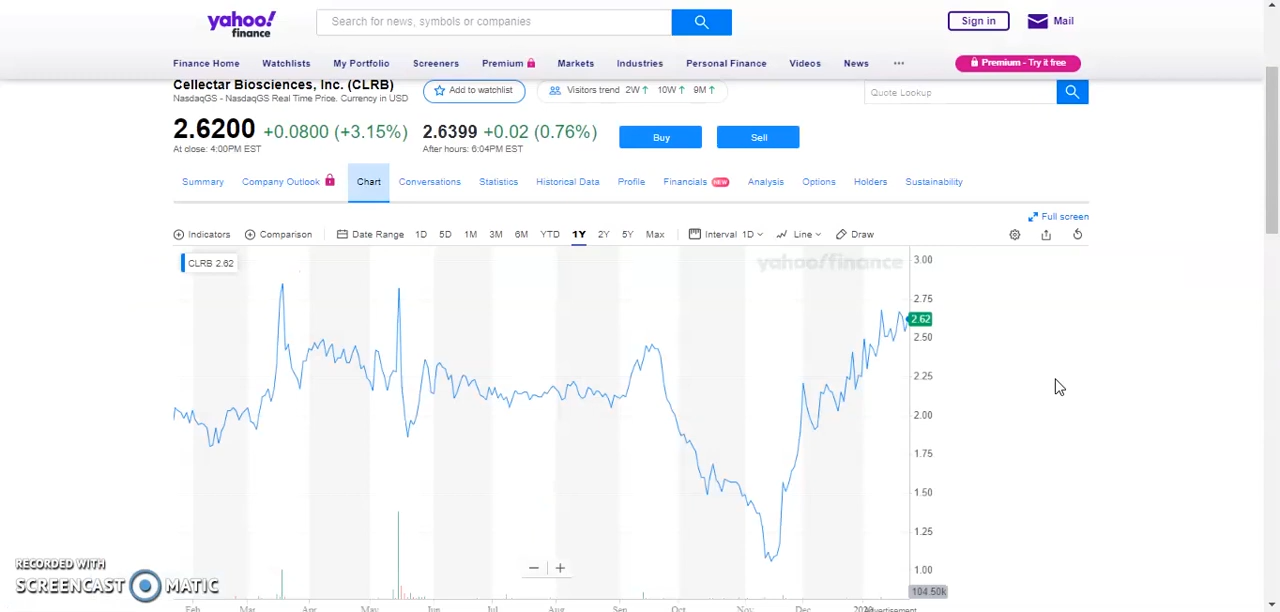 yahoo!
finance
Search for news, symbols or companies
Sign in
Mail
Finance Home Watchlists My Portfolio Screeners Premium Markets Industries Personal Finance Videos News ...
Premium - Try it free
Cellectar Biosciences, Inc. (CLRB)
NasdaqGS - NasdaqGS Real Time Price. Currency in USD
Add to watchlist
Visitors trend 2W↑ 10W↑ 9M↑
Quote Lookup
2.6200 +0.0800 (+3.15%)
At close: 4:00PM EST
2.6399 +0.02 (0.76%)
After hours: 6:04PM EST
Buy
Sell
Summary Company Outlook Chart Conversations Statistics Historical Data Profile Financials NEW Analysis Options Holders Sustainability
Full screen
Indicators Comparison Date Range 1D 5D 1M 3M 6M YTD 1Y 2Y 5Y Max Interval 1D Line Draw
CLRB 2.62
yahoo!finance
3.00
2.75
2.62
2.50
2.25
2.00
1.75
1.50
1.25
1.00
104.50k
RECORDED WITH
SCREENCAST MATIC
Feb Mar Apr May Jun Jul Aug Sep Oct Nov Dec
Advertisement